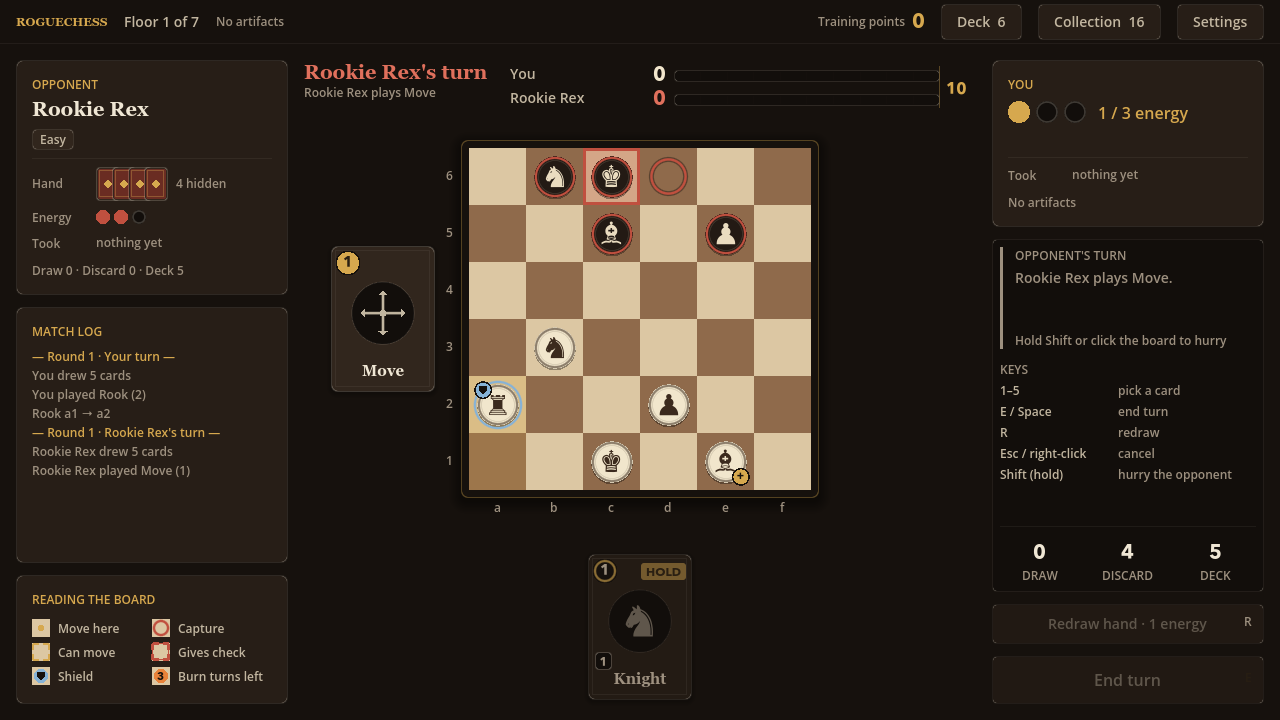 ROGUECHESS Floor 1 of 7 No artifacts Training points 0 Deck 6 Collection 16 Settings
OPPONENT
Rookie Rex
Easy
Hand 4 hidden
Energy
Took nothing yet
Draw 0 · Discard 0 · Deck 5
MATCH LOG
— Round 1 · Your turn —
You drew 5 cards
You played Rook (2)
Rook a1 → a2
— Round 1 · Rookie Rex's turn —
Rookie Rex drew 5 cards
Rookie Rex played Move (1)
READING THE BOARD
Move here Capture
Can move Gives check
Shield 3 Burn turns left
Rookie Rex's turn
Rookie Rex plays Move
You 0
Rookie Rex 0
10
1
Move
6
5
4
3
2
1
a b c d e f
+
1 HOLD
1
Knight
YOU
1 / 3 energy
Took nothing yet
No artifacts
OPPONENT'S TURN
Rookie Rex plays Move.
Hold Shift or click the board to hurry
KEYS
1–5 pick a card
E / Space end turn
R redraw
Esc / right-click cancel
Shift (hold) hurry the opponent
0 4 5
DRAW DISCARD DECK
Redraw hand · 1 energy R
End turn